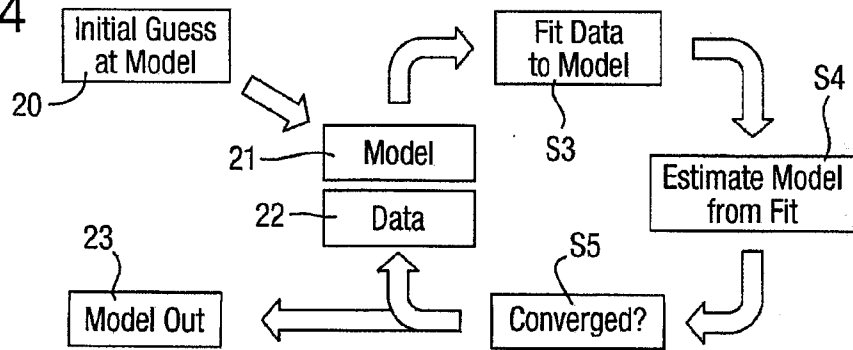 4
Initial Guess
at Model
20
Fit Data
to Model
S3
S4
21
Model
22
Data
Estimate Model
from Fit
23
Model Out
S5
Converged?